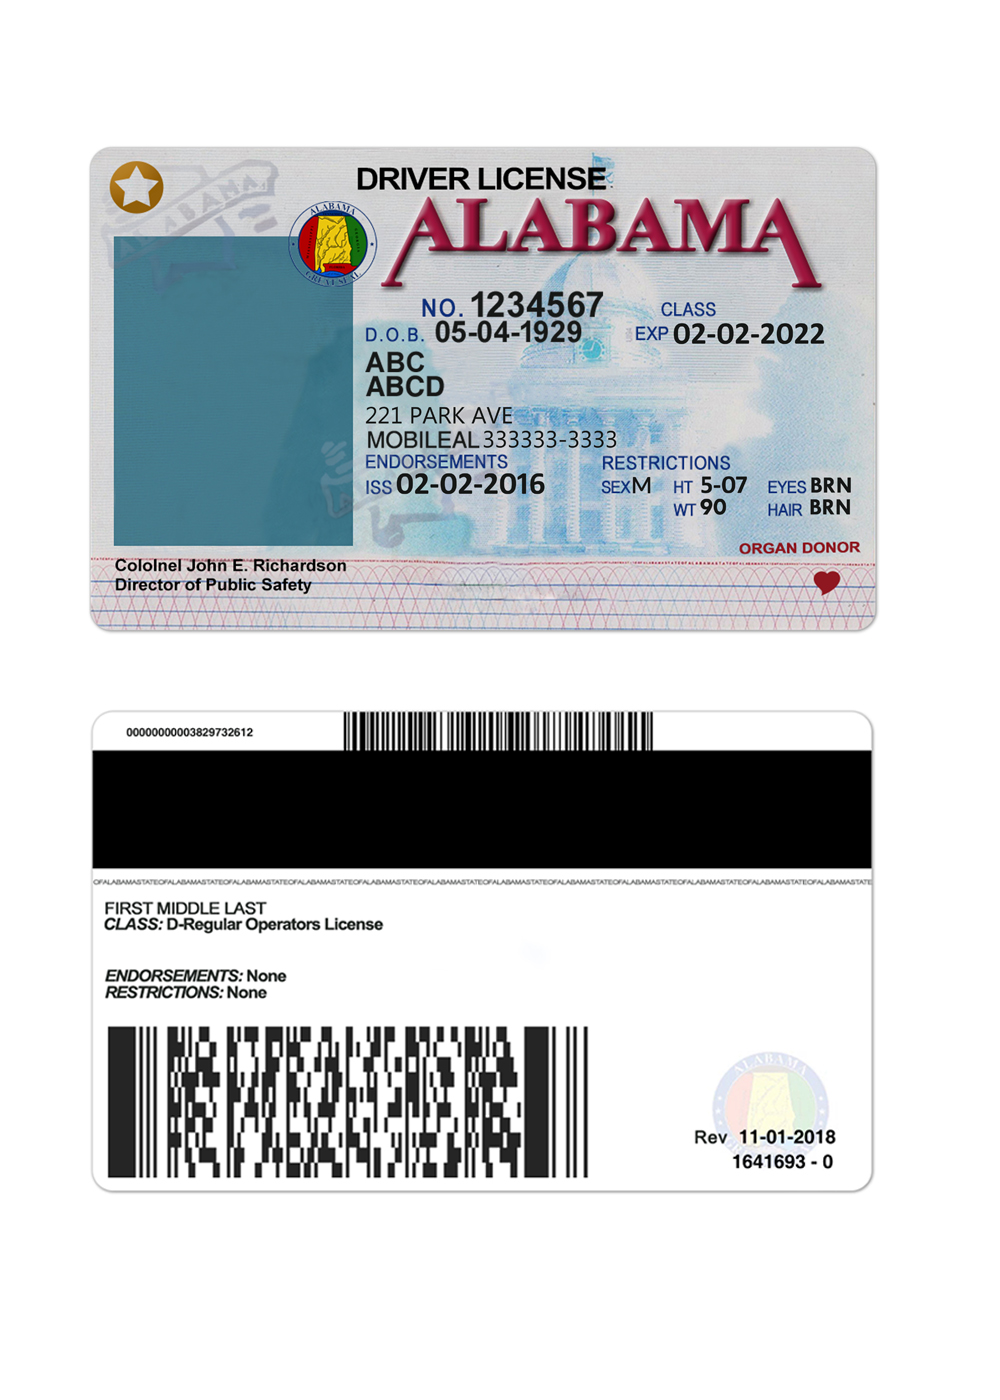 DRIVER LICENSE
ALABAMA
ALABAMA
ALABAMA
GREAT SEAL
NO. 1234567
CLASS
D.O.B. 05-04-1929
EXP 02-02-2022
ABC
ABCD
221 PARK AVE
MOBILEAL 333333-3333
ENDORSEMENTS
RESTRICTIONS
ISS 02-02-2016
SEX M HT 5-07 EYES BRN
WT 90 HAIR BRN
ORGAN DONOR
Cololnel John E. Richardson
Director of Public Safety
00000000003829732612
OFALABAMASTATEOFALABAMASTATEOFALABAMASTATEOFALABAMASTATEOFALABAMASTATEOFALABAMASTATEOFALABAMASTATEOFALABAMASTATEOFALABAMASTATE
FIRST MIDDLE LAST
CLASS: D-Regular Operators License
ENDORSEMENTS: None
RESTRICTIONS: None
ALABAMA
Rev 11-01-2018
1641693 - 0